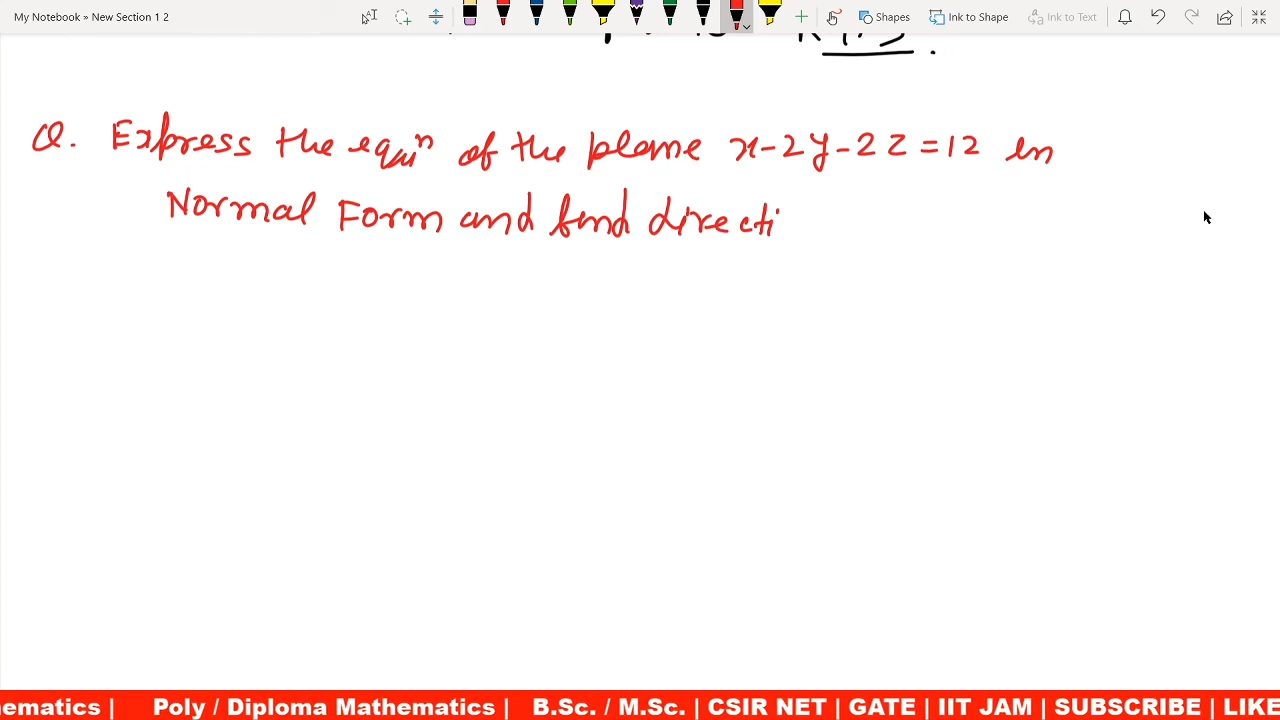 My Notebook » New Section 1 2
Shapes
Ink to Shape
Ink to Text
Q. Express the equⁿ of the plane x-2y-2z=12 in
Normal Form and find directi
ematics | Poly / Diploma Mathematics | B.Sc. / M.Sc. | CSIR NET | GATE | IIT JAM | SUBSCRIBE | LIKE